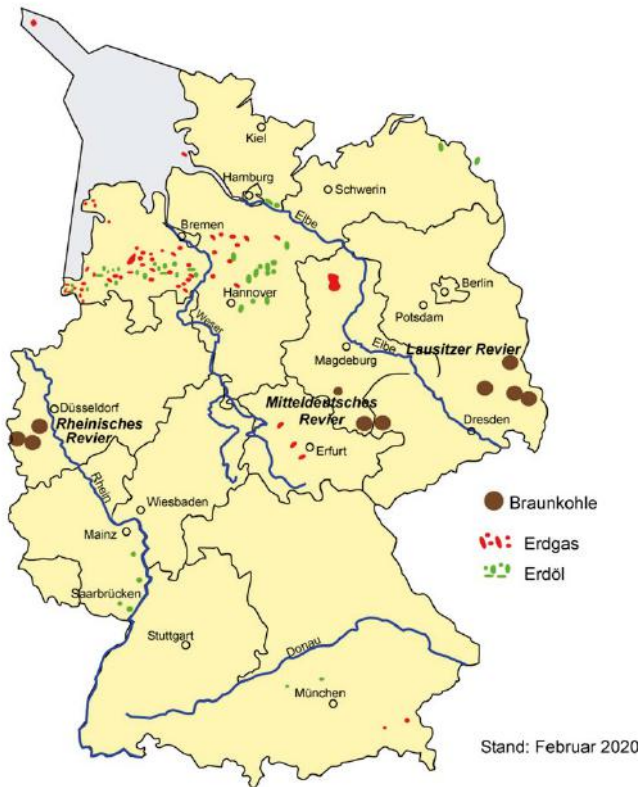 Kiel
Hamburg
Schwerin
Elbe
Bremen
Berlin
Hannover
Potsdam
Weser
Elbe
Lausitzer Revier
Magdeburg
Düsseldorf
Mitteldeutsches
Revier
Rheinisches
Revier
Dresden
Erfurt
Rhein
Wiesbaden
Braunkohle
Mainz
Erdgas
Erdöl
Saarbrücken
Stuttgart
Donau
München
Stand: Februar 2020